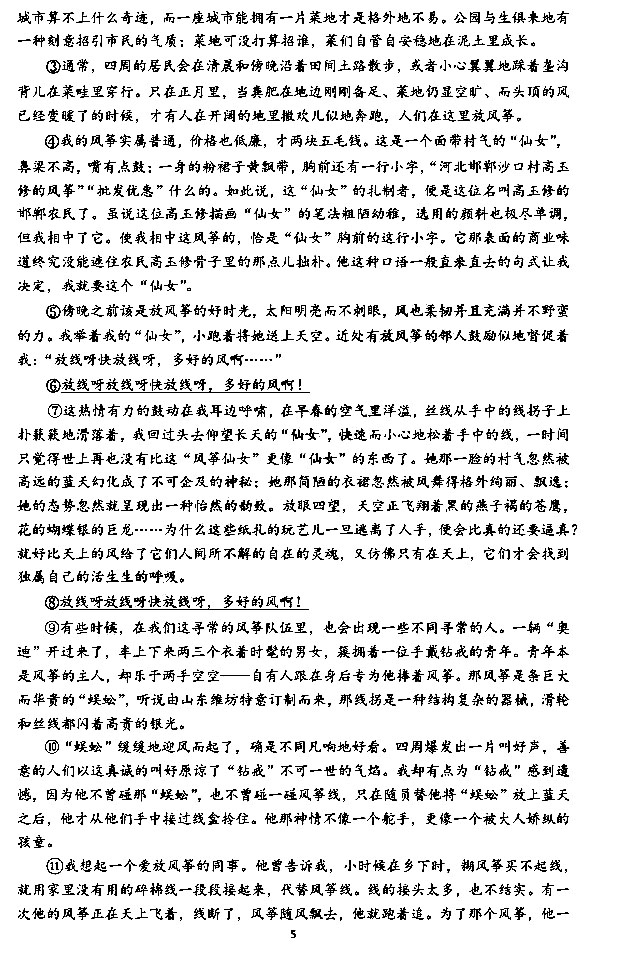 城市算不上什么奇迹，而一座城市能拥有一片菜地才是格外地不易。公园与生俱来地有
一种刻意招引市民的气质；菜地可没打算招谁，菜们自管自安稳地在泥土里成长。
③通常，四周的居民会在清晨和傍晚沿着田间土路散步，或者小心翼翼地踩着垄沟
背儿在菜哇里穿行。只在正月里，当粪肥在地边刚刚备足、菜地仍显空旷、而头顶的风
已经变暖了的时候，才有人在开阔的地里撒欢儿似地奔跑，人们在这里放风筝。
④我的风筝实属普通，价格也低廉，才两块五毛钱。这是一个面带村气的“仙女”，
鼻梁不高，嘴有点鼓；一身的粉裙子黄飘带，胸前还有一行小字，“河北邯郸沙口村高玉
修的风筝”“批发优惠”什么的。如此说，这“仙女”的扎制者，便是这位名叫高玉修的
邯郸农民了。虽说这位高玉修描画“仙女”的笔法粗陋幼稚，选用的颜料也极尽单调，
但我相中了它。使我相中这风筝的，恰是“仙女”胸前的这行小字。它那表面的商业味
道终究没能遮住农民高玉修骨子里的那点儿拙朴。他这种口语一般直来直去的句式让我
决定，我就要这个“仙女”。
⑤傍晚之前该是放风筝的好时光，太阳明亮而不刺眼，风也柔韧并且充满并不野蛮
的力。我举着我的“仙女”，小跑着将她送上天空。近处有放风筝的邻人鼓励似地督促着
我：“放线呀快放线呀，多好的风啊……”
⑥放线呀放线呀快放线呀，多好的风啊！
⑦这热情有力的鼓动在我耳边呼啸，在早春的空气里洋溢，丝线从手中的线拐子上
扑簌簌地滑落着，我回过头去仰望长天的“仙女”，快速而小心地松着手中的线，一时间
只觉得世上再也没有比这“风筝仙女”更像“仙女”的东西了。她那一脸的村气忽然被
高远的蓝天幻化成了不可企及的神秘；她那简陋的衣裙忽然被风舞得格外绚丽、飘逸；
她的态势忽然就呈现出一种怡然的韵致。放眼四望，天空正飞翔着黑的燕子褐的苍鹰，
花的蝴蝶银的巨龙……为什么这些纸扎的玩艺儿一旦逃离了人手，便会比真的还要逼真？
就好比天上的风给了它们人间所不解的自在的灵魂，又仿佛只有在天上，它们才会找到
独属自己的活生生的呼吸。
⑧放线呀放线呀快放线呀，多好的风啊！
⑨有些时候，在我们这寻常的风筝队伍里，也会出现一些不同寻常的人。一辆“奥
迪”开过来了，车上下来两三个衣着时髦的男女，簇拥着一位手戴钻戒的青年。青年本
是风筝的主人，却乐于两手空空——自有人跟在身后专为他捧着风筝。那风筝是条巨大
而华贵的“蜈蚣”，听说由山东潍坊特意订制而来，那线拐是一种结构复杂的器械，滑轮
和丝线都闪着高贵的银光。
⑩“蜈蚣”缓缓地迎风而起了，确是不同凡响地好看。四周爆发出一片叫好声，善
意的人们以这真诚的叫好原谅了“钻戒”不可一世的气焰。我却有点为“钻戒”感到遗
憾，因为他不曾碰那“蜈蚣”，也不曾碰一碰风筝线，只在随员替他将“蜈蚣”放上蓝天
之后，他才从他们手中接过线盒拎住。他那神情不像一个舵手，更像一个被大人娇纵的
孩童。
⑪我想起一个爱放风筝的同事。他曾告诉我，小时候在乡下时，糊风筝买不起线，
就用家里没有用的碎棉线一段段接起来，代替风筝线。线的接头太多，也不结实。有一
次他的风筝正在天上飞着，线断了，风筝随风飘去，他就跑着追。为了那个风筝，他一
5